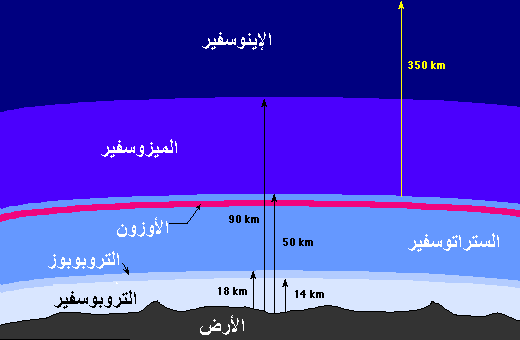 الإينوسفير
350 km
الميزوسفير
الأوزون
90 km
50 km
الستراتوسفير
التروبوبوز
18 km
14 km
التروبوسفير
الأرض